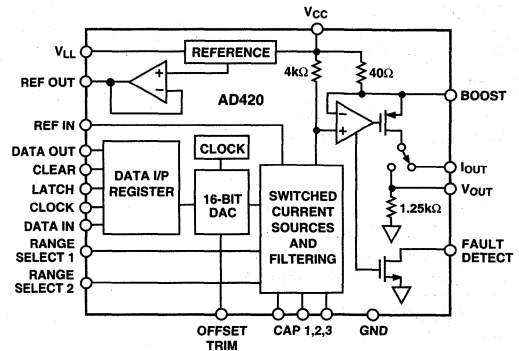 VCC
VLL
REFERENCE
4kΩ
40Ω
REF OUT
+
−
AD420
BOOST
−
+
REF IN
DATA OUT
CLEAR
LATCH
CLOCK
DATA IN
DATA I/P
REGISTER
CLOCK
16-BIT
DAC
SWITCHED
CURRENT
SOURCES
AND
FILTERING
IOUT
VOUT
1.25kΩ
RANGE
SELECT 1
RANGE
SELECT 2
FAULT
DETECT
OFFSET
TRIM
CAP 1,2,3
GND